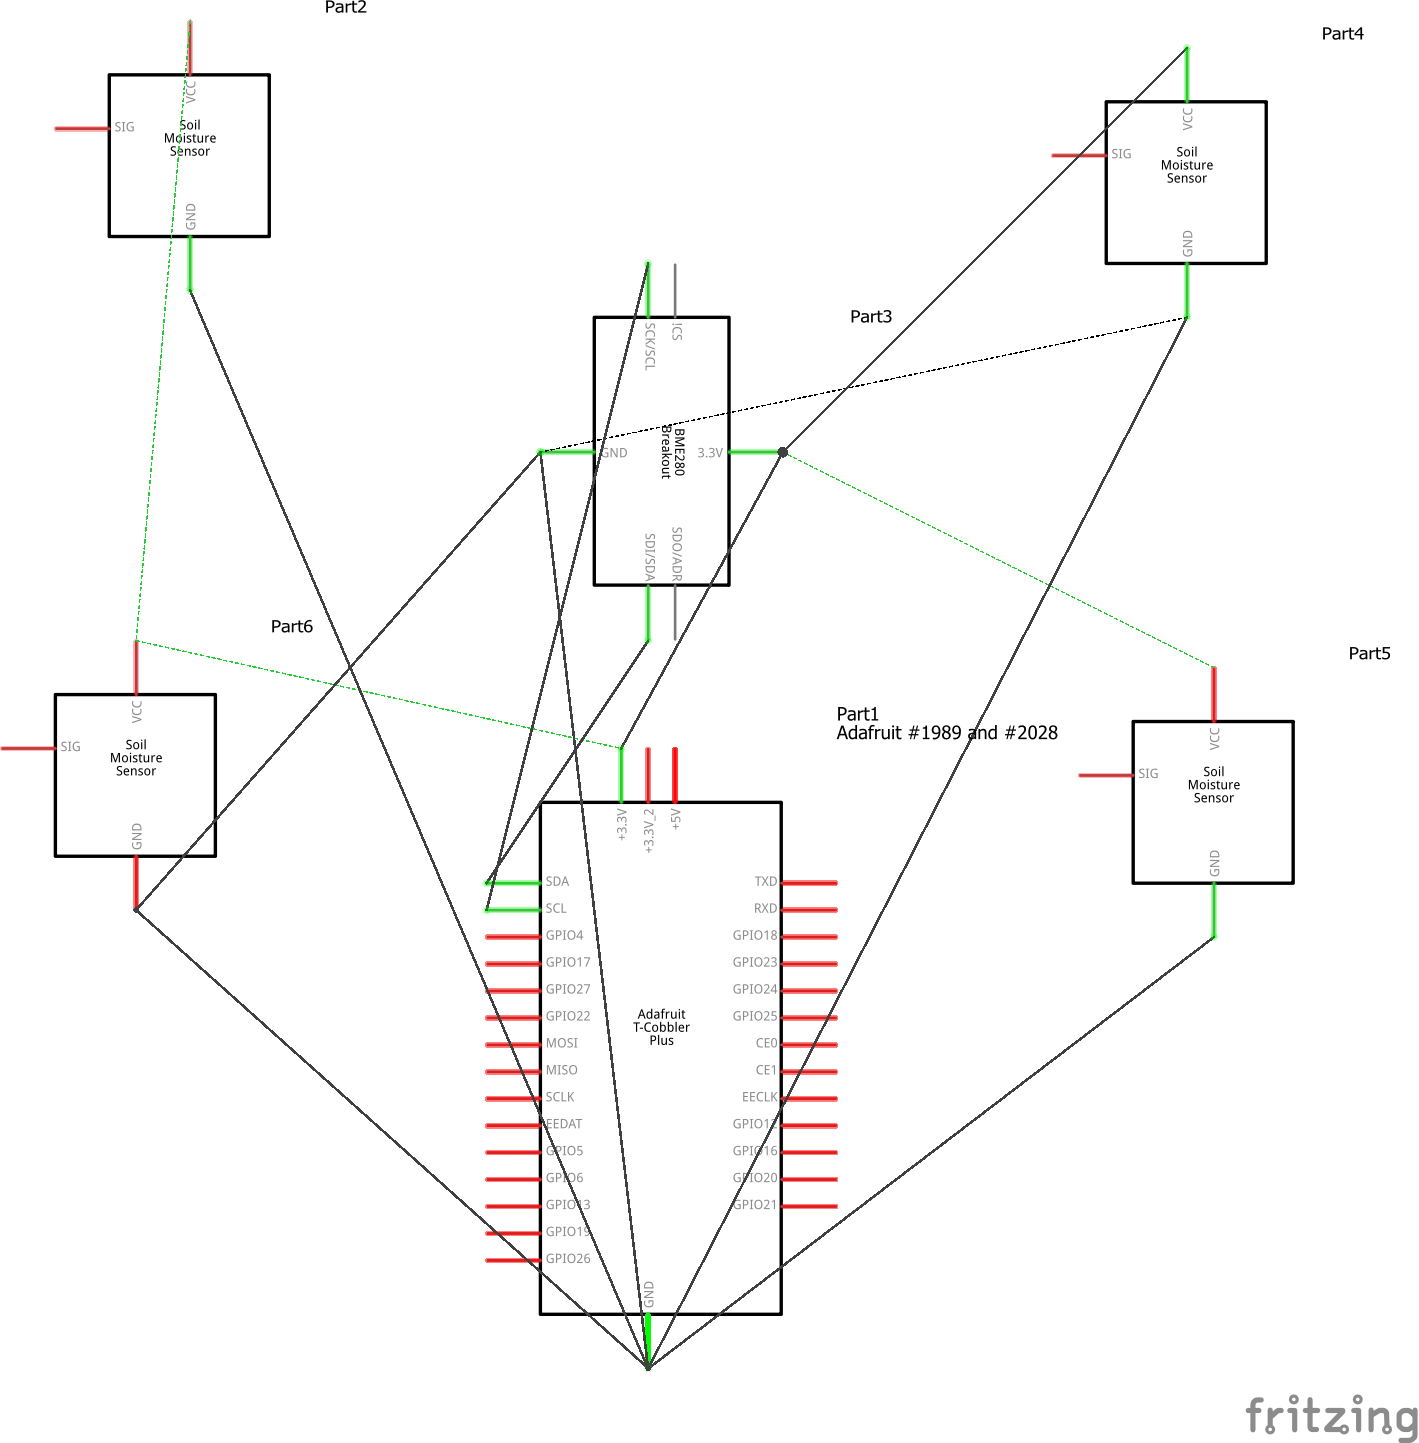 Part2
VCC
SIG
Soil
Moisture
Sensor
GND
Part4
VCC
SIG
Soil
Moisture
Sensor
GND
Part3
SCK/SCL
!CS
GND
BME280
Breakout
3.3V
SDI/SDA
SDO/ADR
Part6
VCC
SIG
Soil
Moisture
Sensor
GND
Part5
VCC
SIG
Soil
Moisture
Sensor
GND
Part1
Adafruit #1989 and #2028
+3.3V
+3.3V_2
+5V
SDA
SCL
GPIO4
GPIO17
GPIO27
GPIO22
MOSI
MISO
SCLK
EEDAT
GPIO5
GPIO6
GPIO13
GPIO19
GPIO26
Adafruit
T-Cobbler
Plus
TXD
RXD
GPIO18
GPIO23
GPIO24
GPIO25
CE0
CE1
EECLK
GPIO12
GPIO16
GPIO20
GPIO21
GND
fritzing